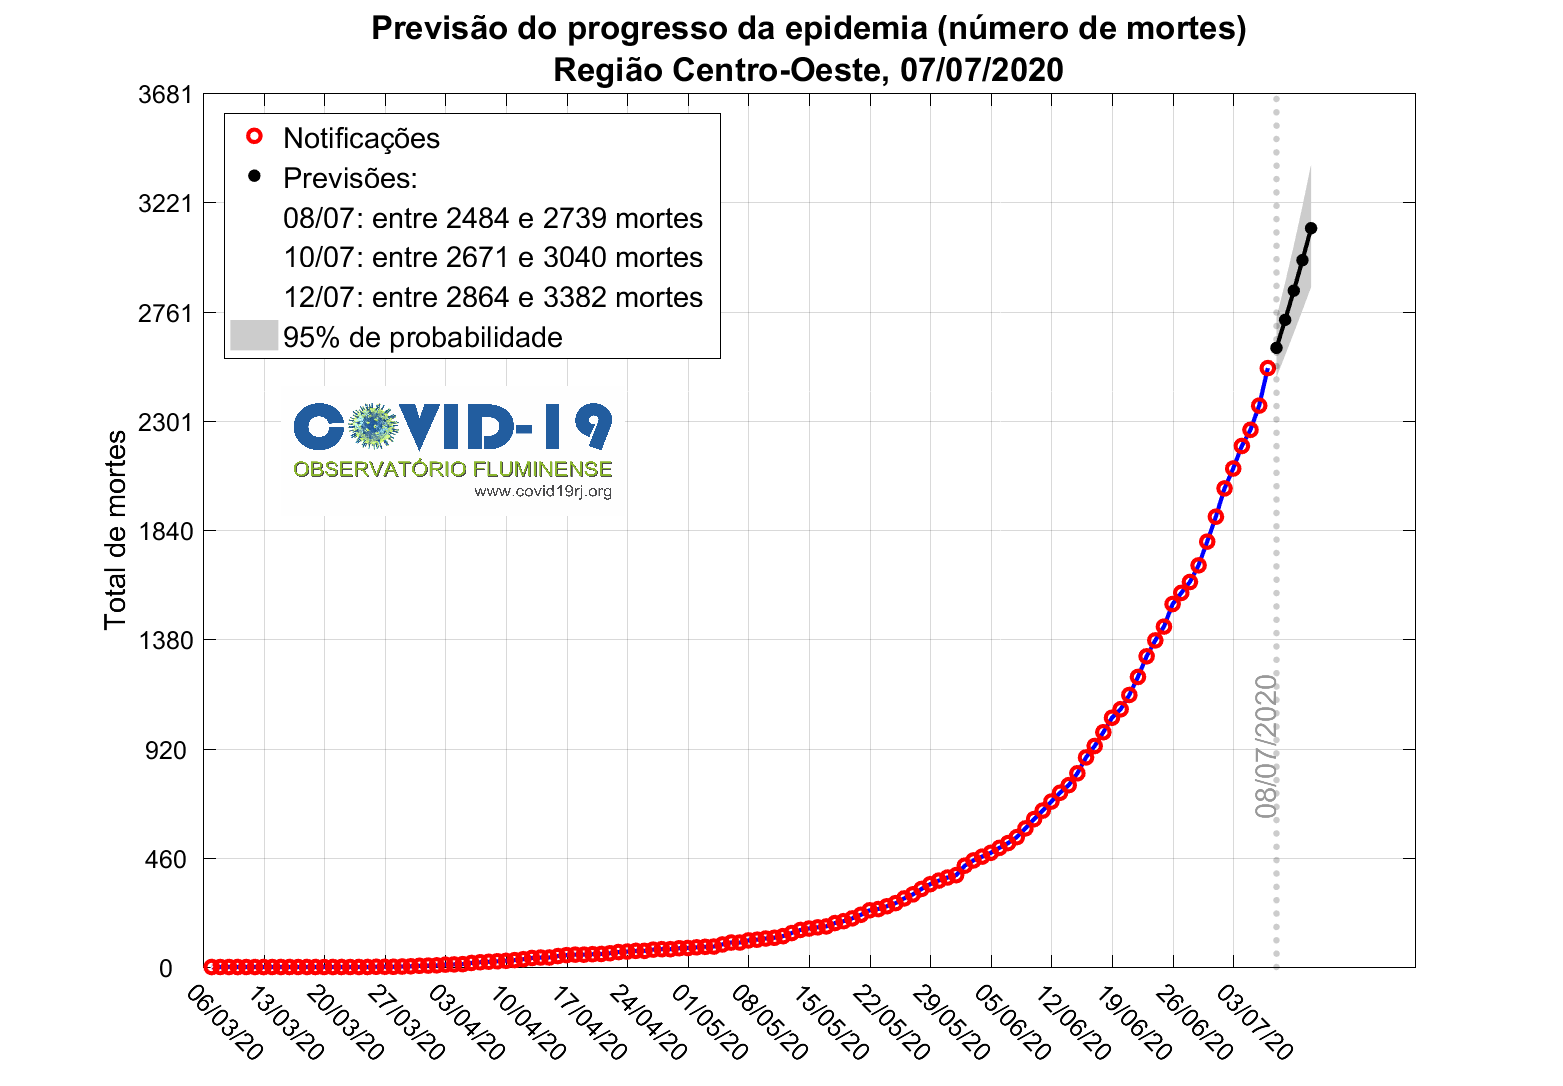 Previsão do progresso da epidemia (número de mortes)
Região Centro-Oeste, 07/07/2020
3681
3221
2761
2301
1840
1380
920
460
0
Total de mortes
Notificações
Previsões:
08/07: entre 2484 e 2739 mortes
10/07: entre 2671 e 3040 mortes
12/07: entre 2864 e 3382 mortes
95% de probabilidade
COVID-19
OBSERVATÓRIO FLUMINENSE
www.covid19rj.org
08/07/2020
06/03/20
13/03/20
20/03/20
27/03/20
03/04/20
10/04/20
17/04/20
24/04/20
01/05/20
08/05/20
15/05/20
22/05/20
29/05/20
05/06/20
12/06/20
19/06/20
26/06/20
03/07/20